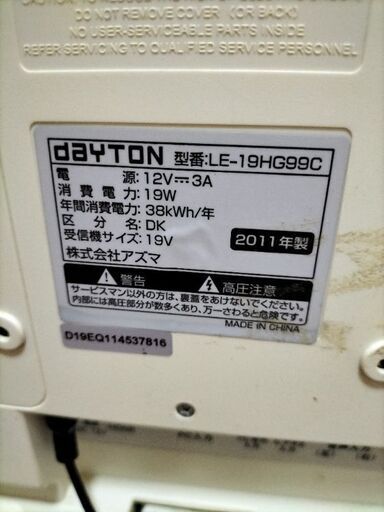 DO NOT REMOVE COVER (OR BACK)
NO USER-SERVICEABLE PARTS INSIDE
REFER SERVICING TO QUALIFIED SERVICE PERSONNEL
dayTON 型番:LE-19HG99C
電 源: 12V⎓3A
消 費 電 力: 19W
年間消費電力: 38kWh/年
区 分 名: DK
受信機サイズ: 19V
2011年製
株式会社アズマ
警告 高圧注意
サービスマン以外の方は、裏蓋をあけないでください。
内部には高圧部分が数多くあり、万一さわると危険です。
MADE IN CHINA
D19EQ114537816